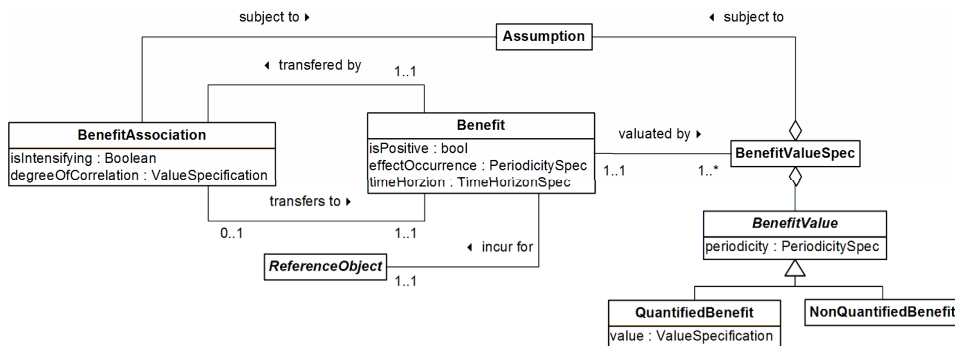 subject to ▸
◂ subject to
Assumption
◂ transfered by
1..1
BenefitAssociation
isIntensifying : Boolean
degreeOfCorrelation : ValueSpecification
Benefit
isPositive : bool
effectOccurrence : PeriodicitySpec
timeHorzion : TimeHorizonSpec
valuated by ▸
1..1
1..*
BenefitValueSpec
transfers to ▸
0..1
1..1
BenefitValue
periodicity : PeriodicitySpec
◂ incur for
ReferenceObject
1..1
QuantifiedBenefit
value : ValueSpecification
NonQuantifiedBenefit